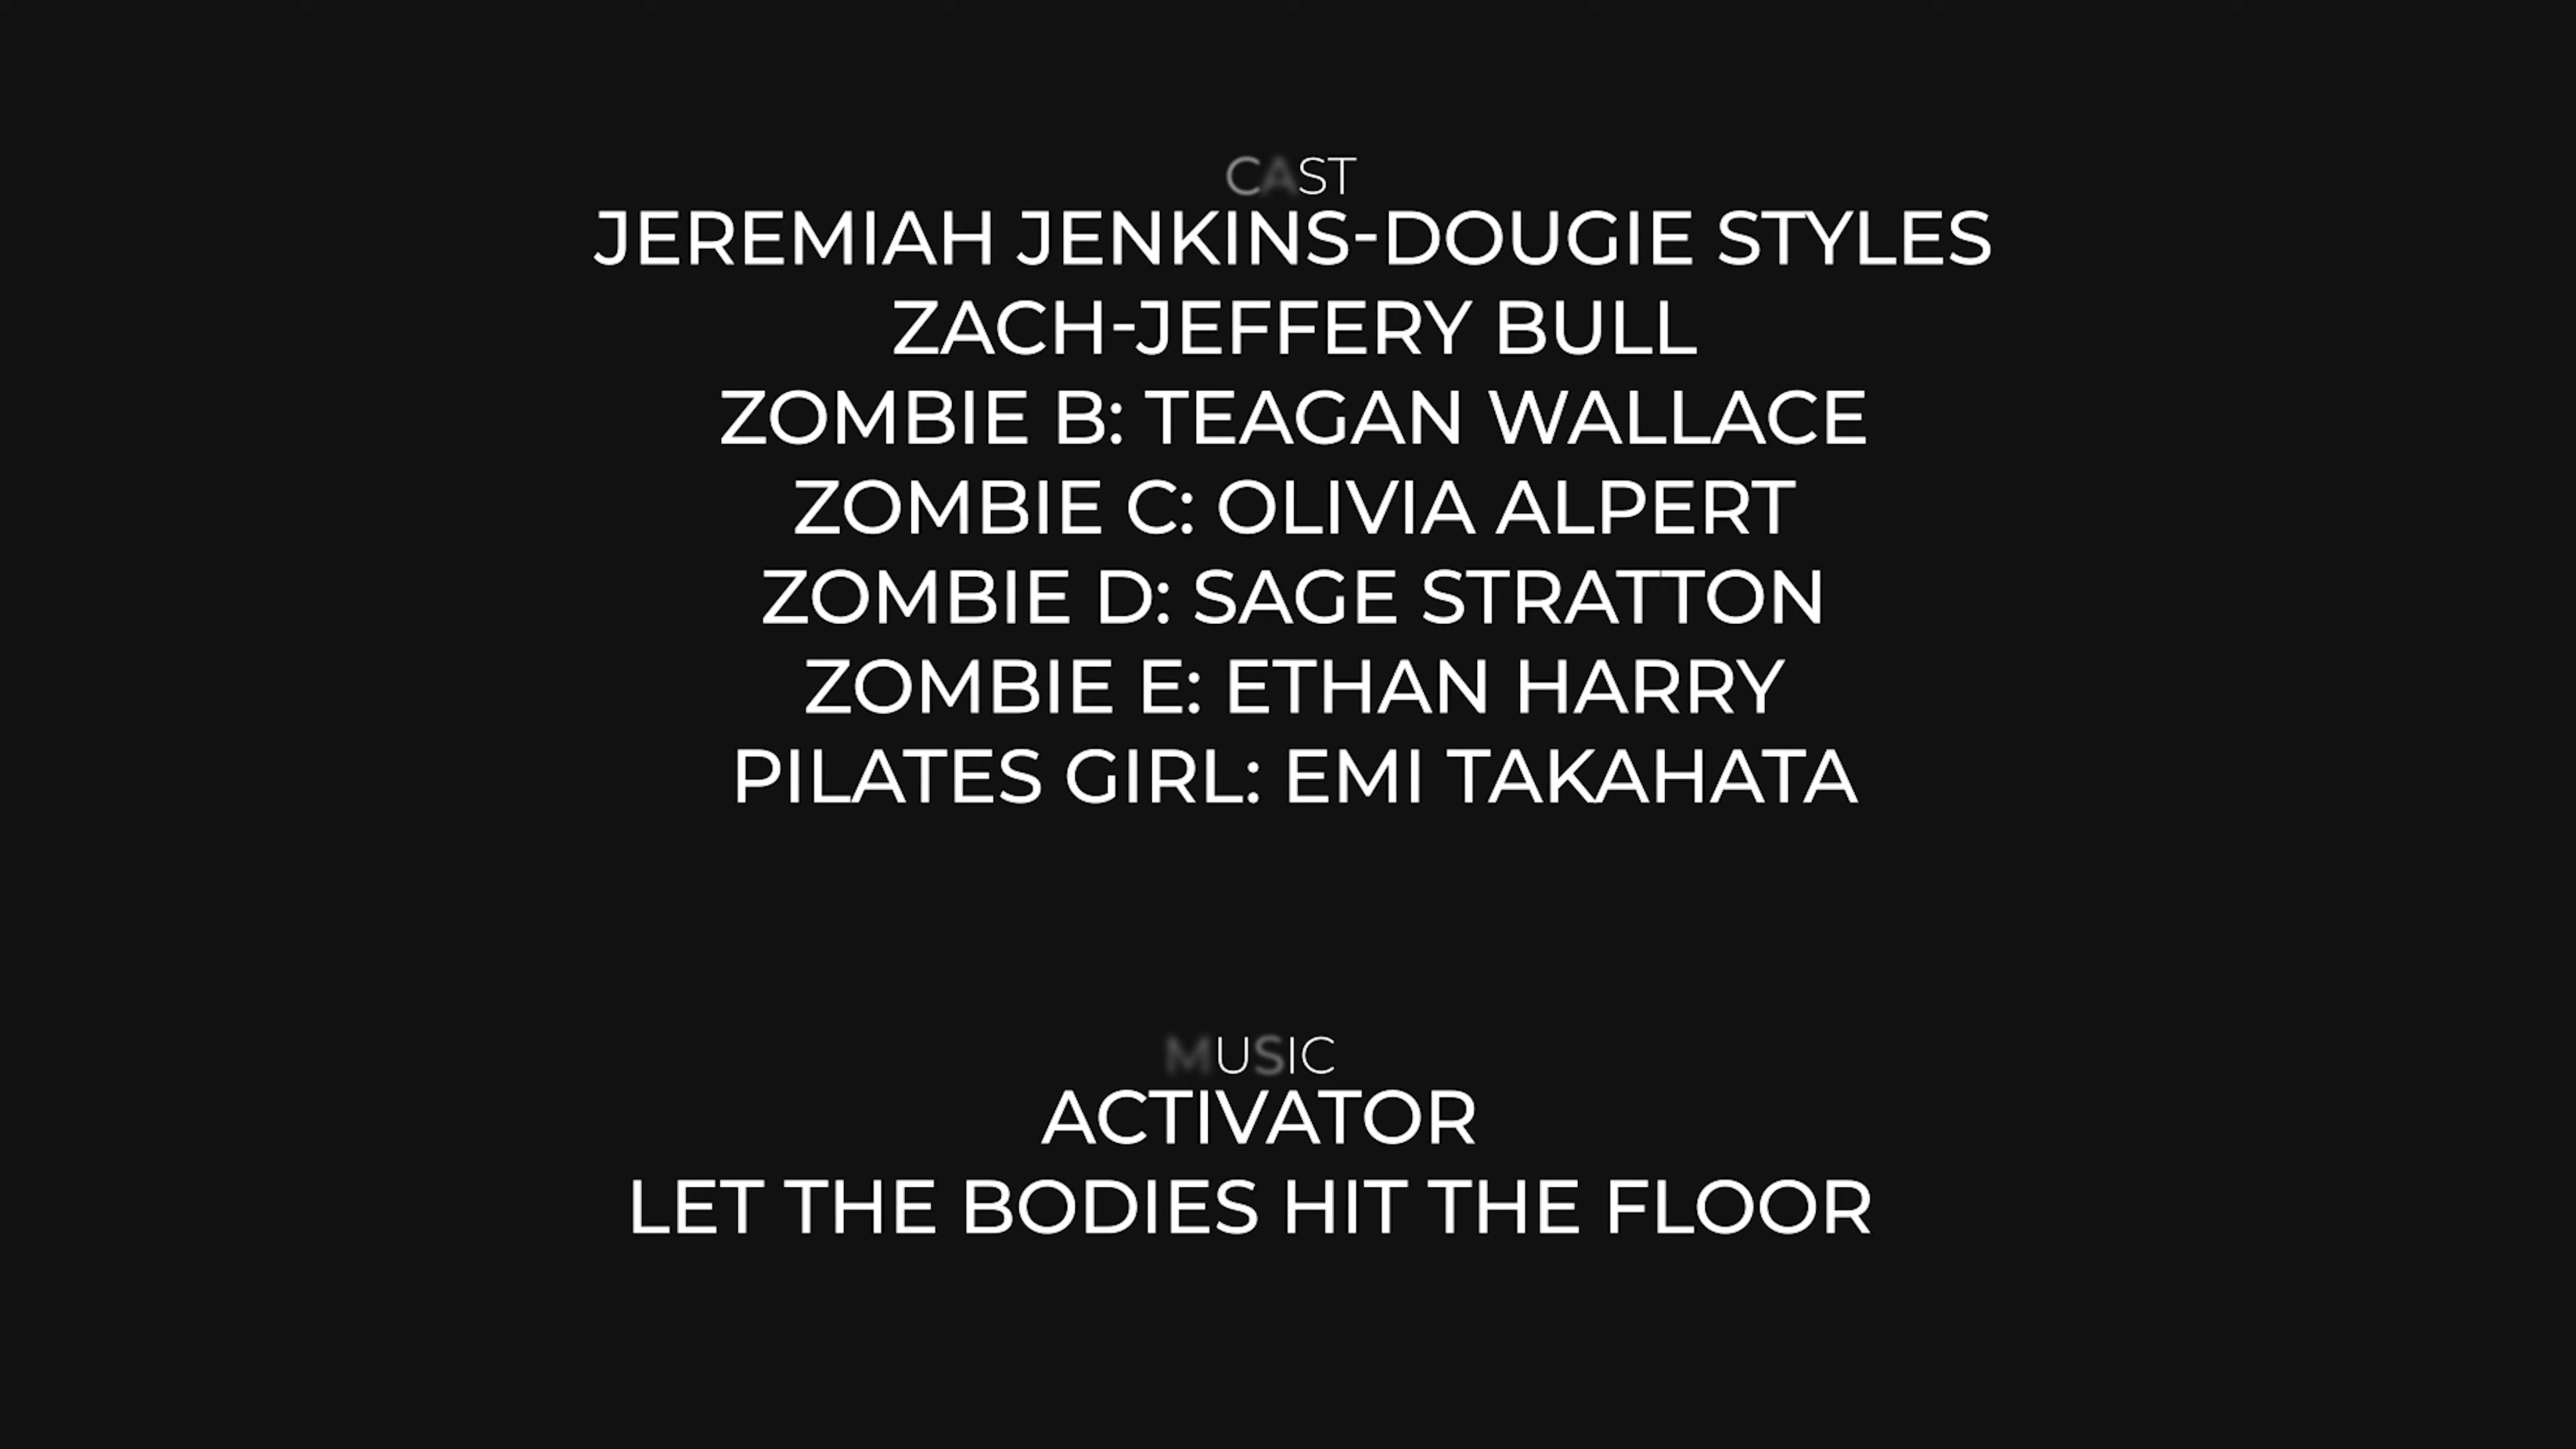 CAST
JEREMIAH JENKINS-DOUGIE STYLES
ZACH-JEFFERY BULL
ZOMBIE B: TEAGAN WALLACE
ZOMBIE C: OLIVIA ALPERT
ZOMBIE D: SAGE STRATTON
ZOMBIE E: ETHAN HARRY
PILATES GIRL: EMI TAKAHATA
MUSIC
ACTIVATOR
LET THE BODIES HIT THE FLOOR